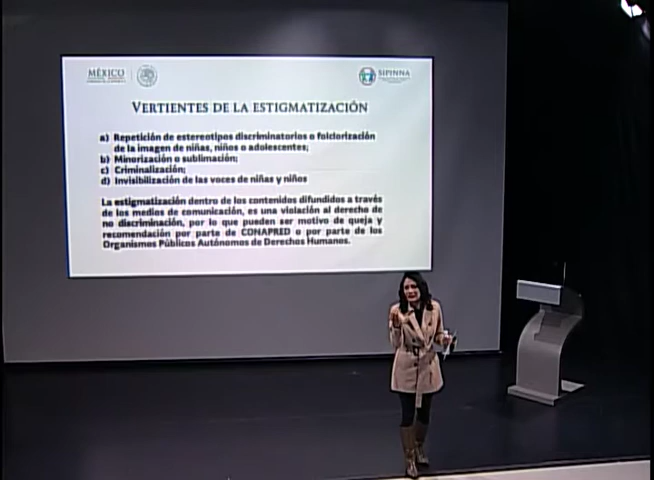 MÉXICO
SIPINNA
VERTIENTES DE LA ESTIGMATIZACIÓN
a) Repetición de estereotipos discriminatorios o folclorización
de la imagen de niñas, niños o adolescentes;
b) Minorización o sublimación;
c) Criminalización;
d) Invisibilización de las voces de niñas y niños
La estigmatización dentro de los contenidos difundidos a través
de los medios de comunicación, es una violación al derecho de
no discriminación, por lo que pueden ser motivo de queja y
recomendación por parte de CONAPRED o por parte de los
Organismos Públicos Autónomos de Derechos Humanos.